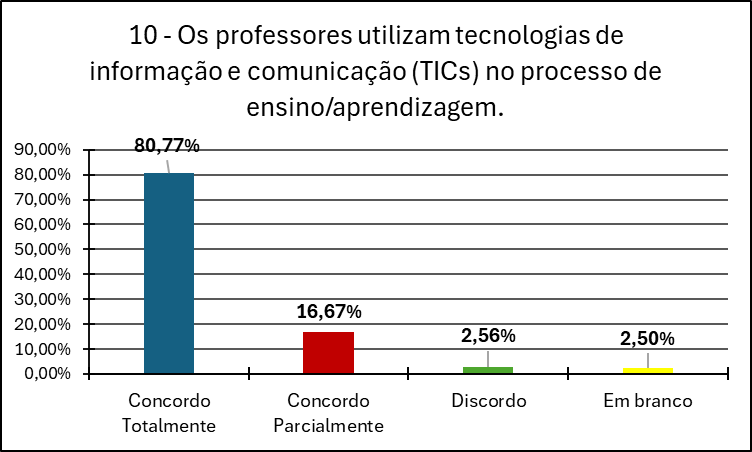 10 - Os professores utilizam tecnologias de
informação e comunicação (TICs) no processo de
ensino/aprendizagem.
90,00%
80,00%
70,00%
60,00%
50,00%
40,00%
30,00%
20,00%
10,00%
0,00%
80,77%
16,67%
2,56%
2,50%
Concordo
Totalmente
Concordo
Parcialmente
Discordo
Em branco